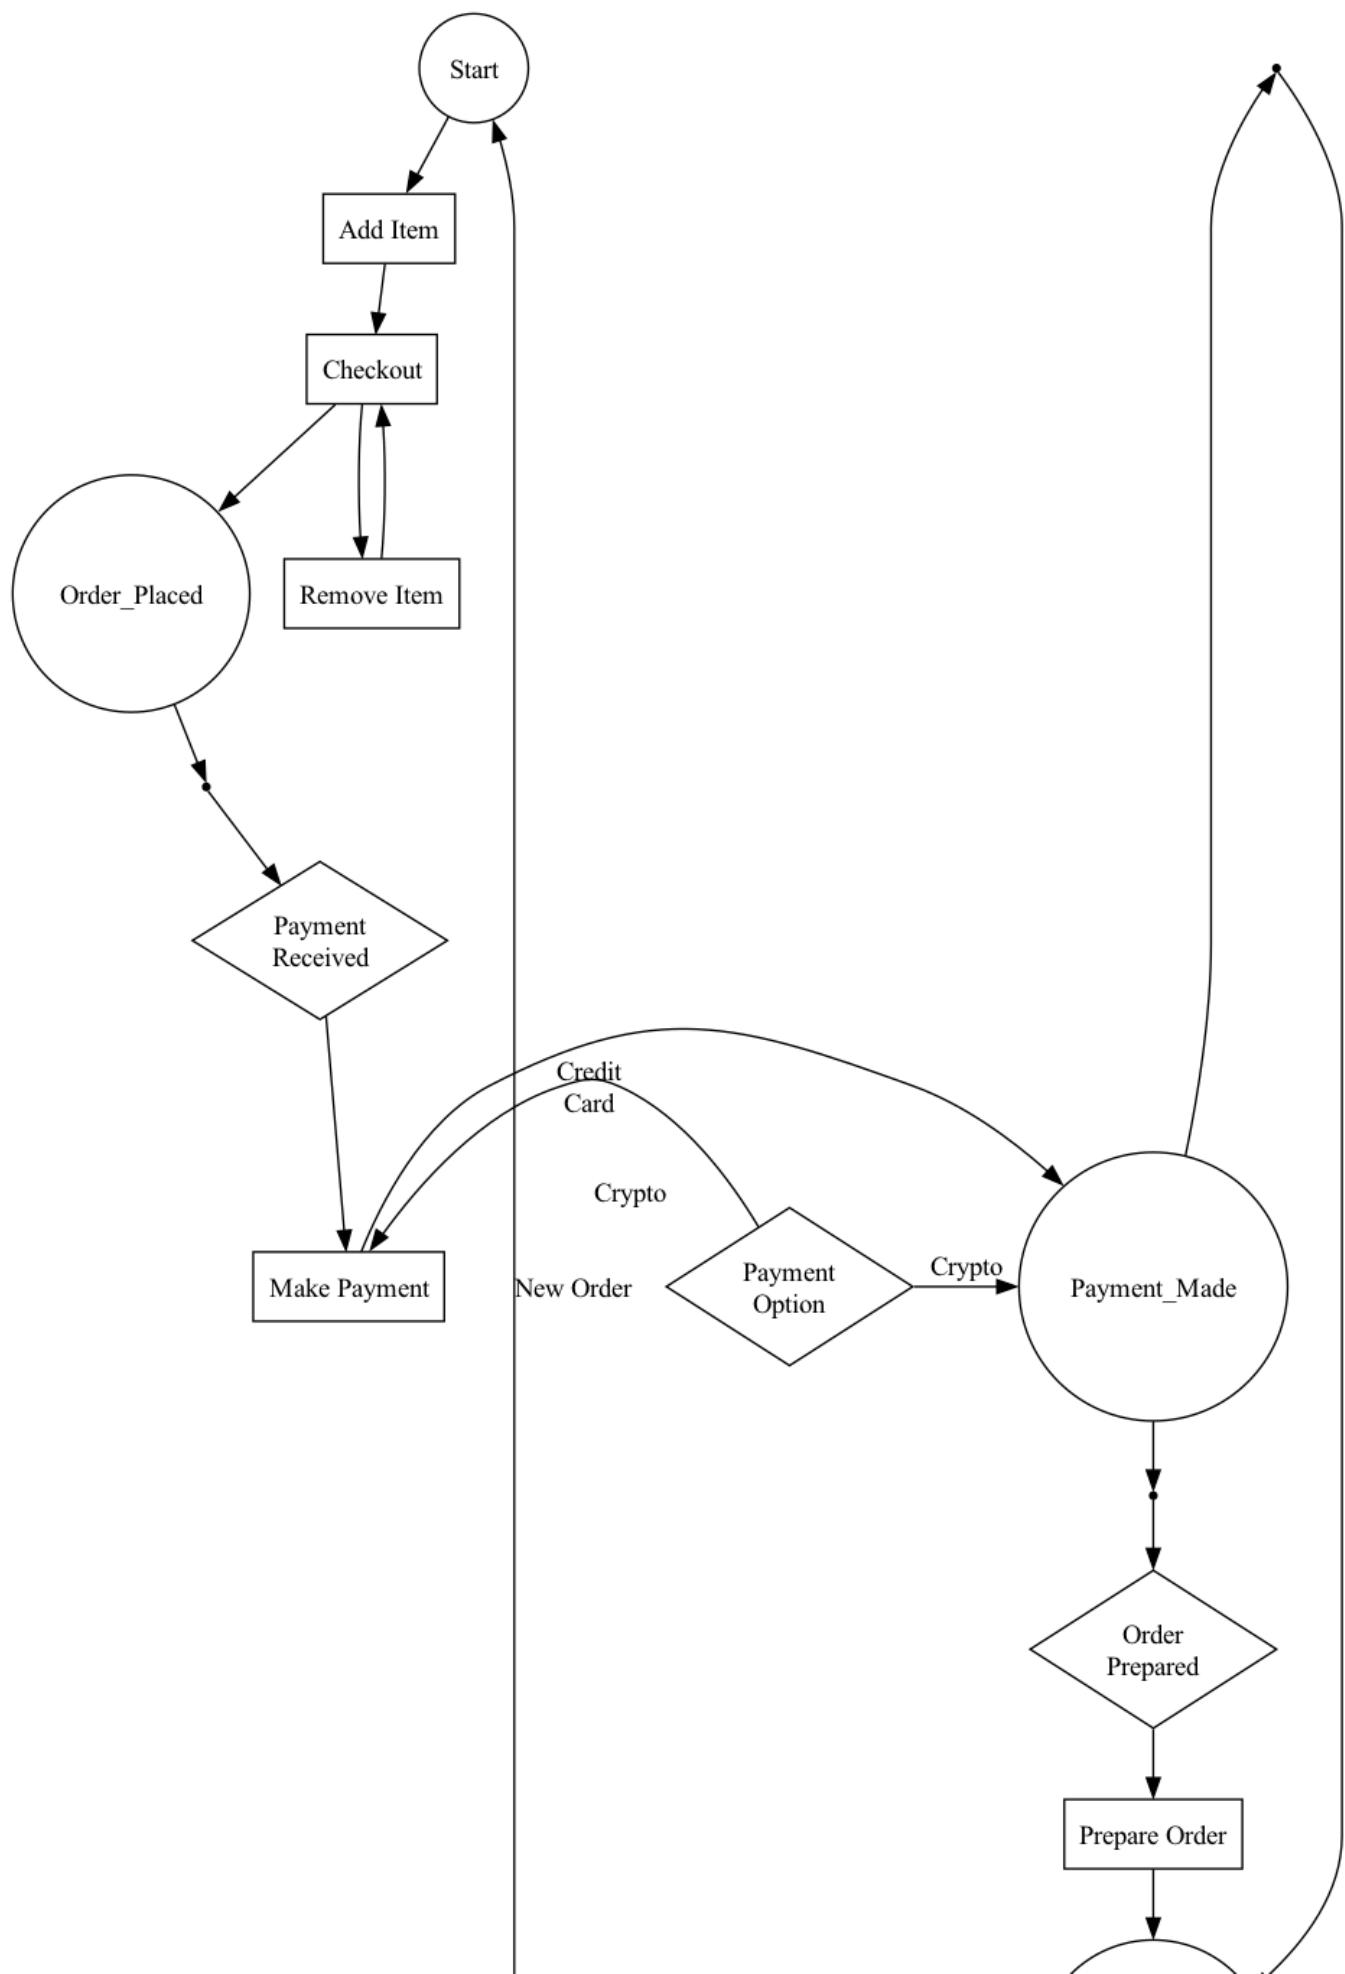 Start
Add Item
Checkout
Order_Placed
Remove Item
Payment
Received
Credit
Card
Crypto
Make Payment
New Order
Payment
Option
Crypto
Payment_Made
Order
Prepared
Prepare Order